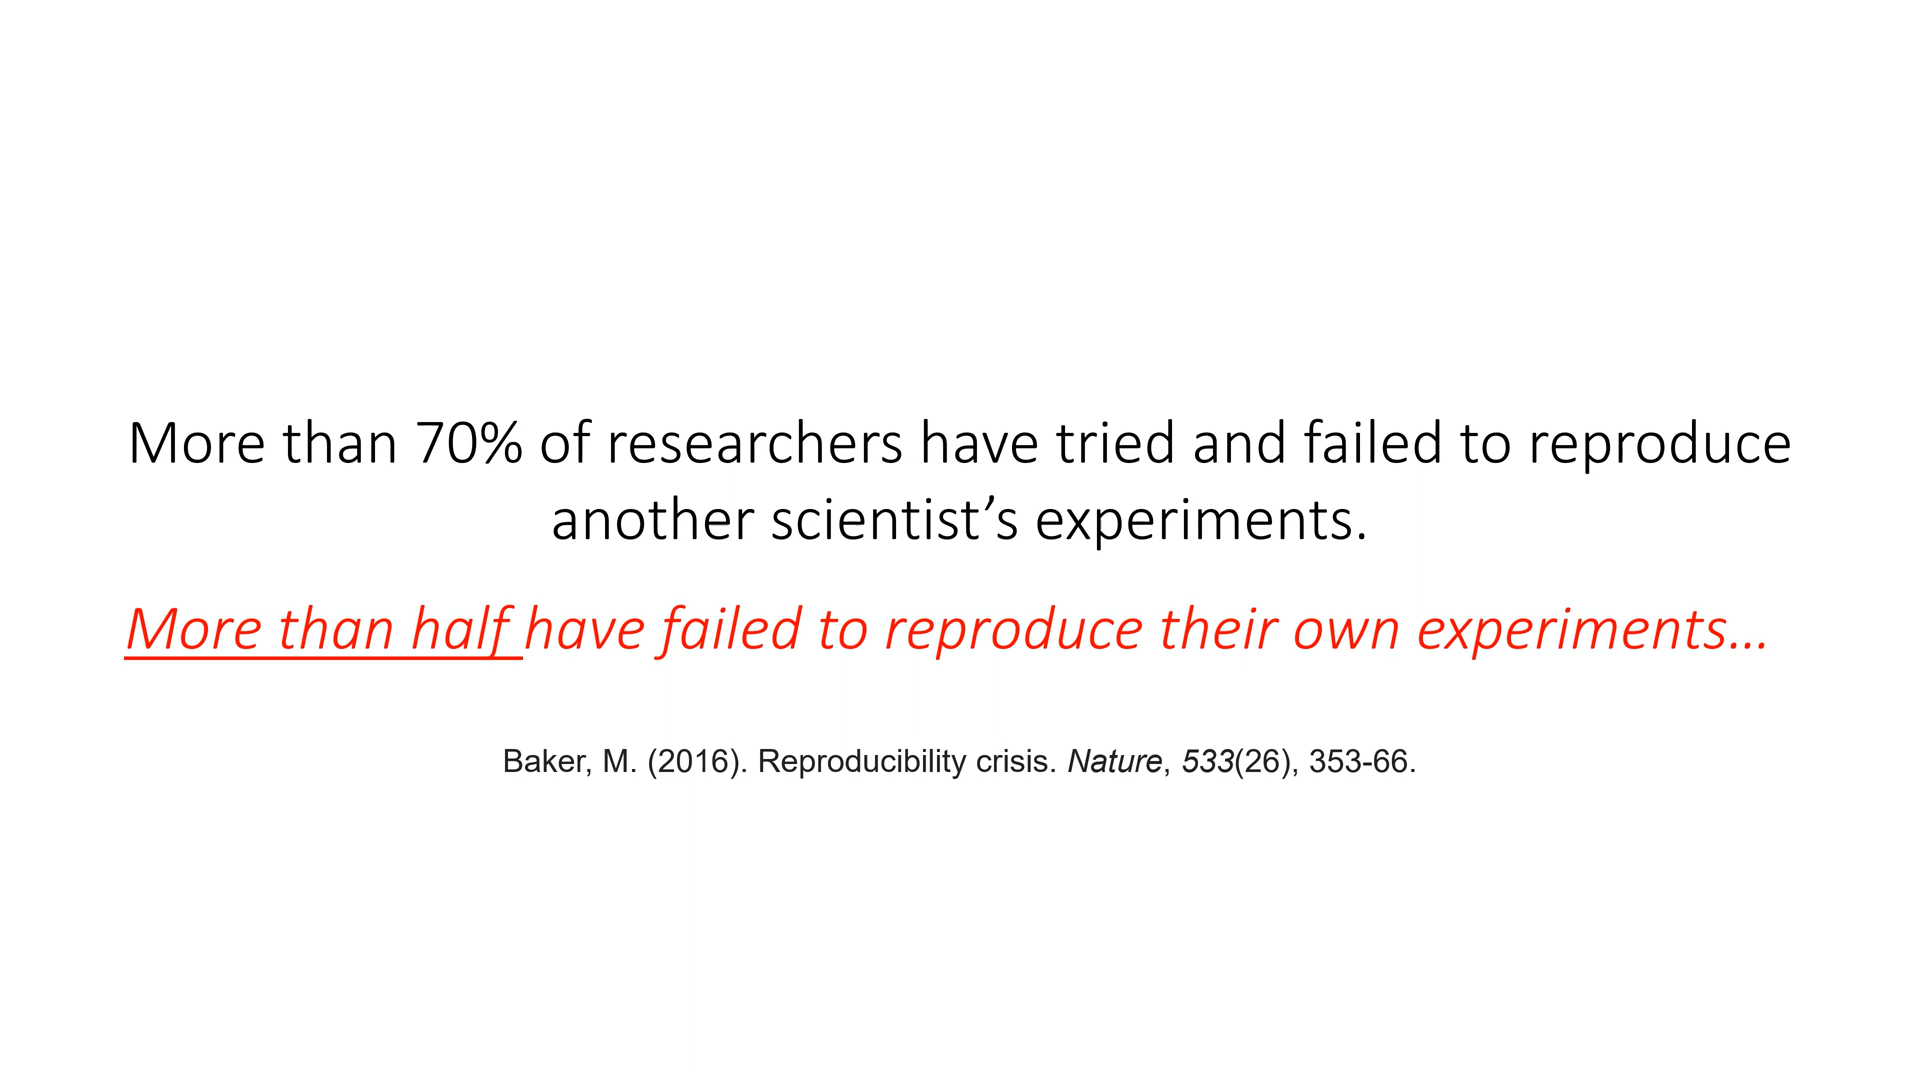 More than 70% of researchers have tried and failed to reproduce
another scientist’s experiments.
More than half have failed to reproduce their own experiments…
Baker, M. (2016). Reproducibility crisis. Nature, 533(26), 353-66.